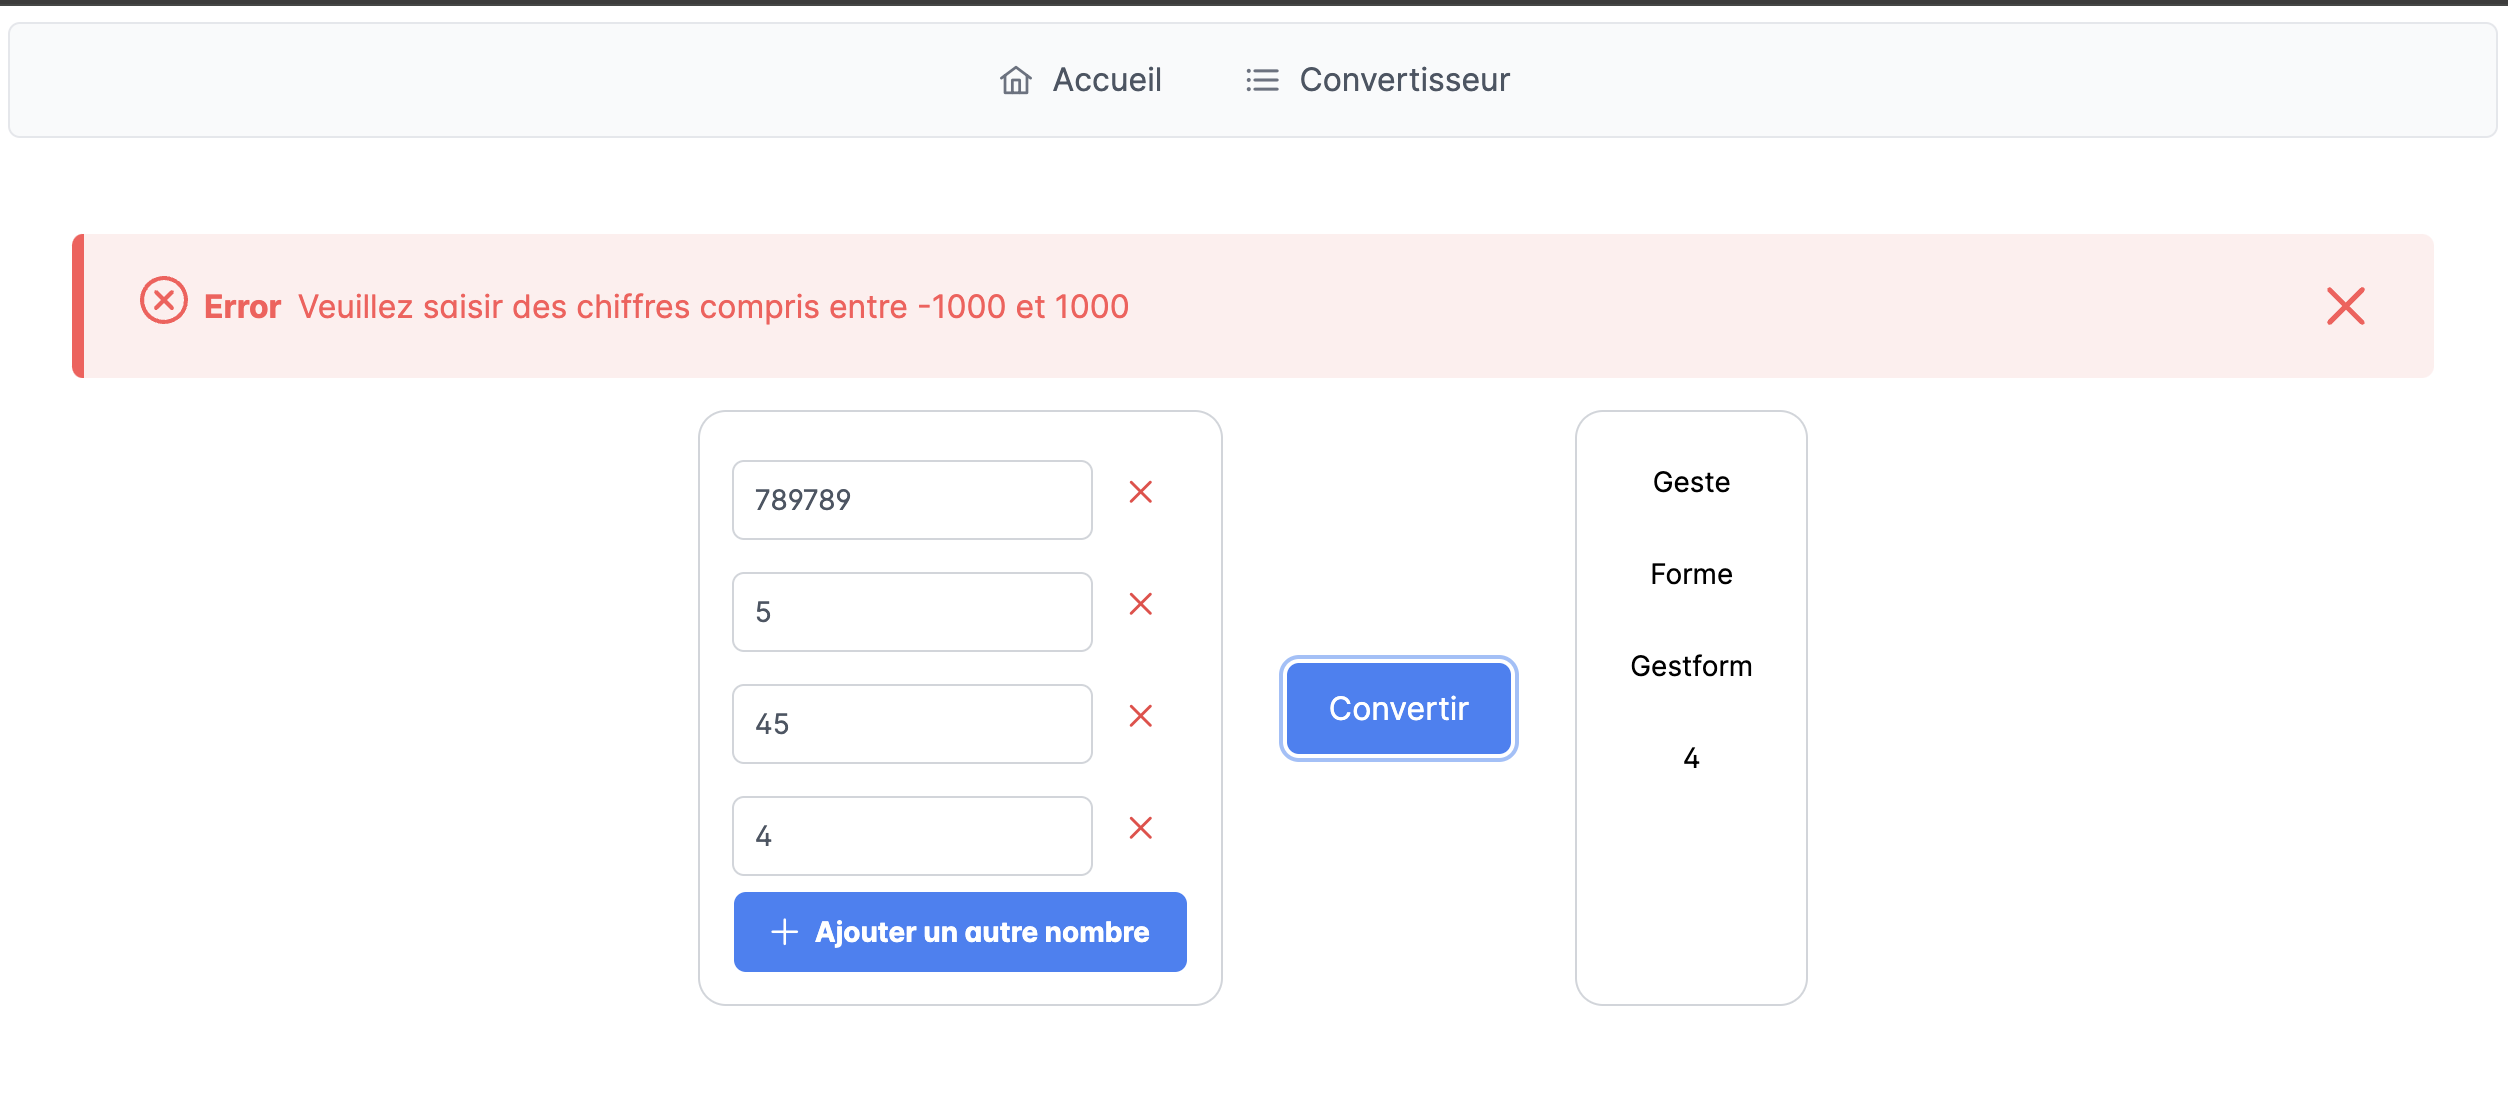 Accueil
Convertisseur
Error Veuillez saisir des chiffres compris entre -1000 et 1000
789789
5
45
4
Ajouter un autre nombre
Convertir
Geste
Forme
Gestform
4